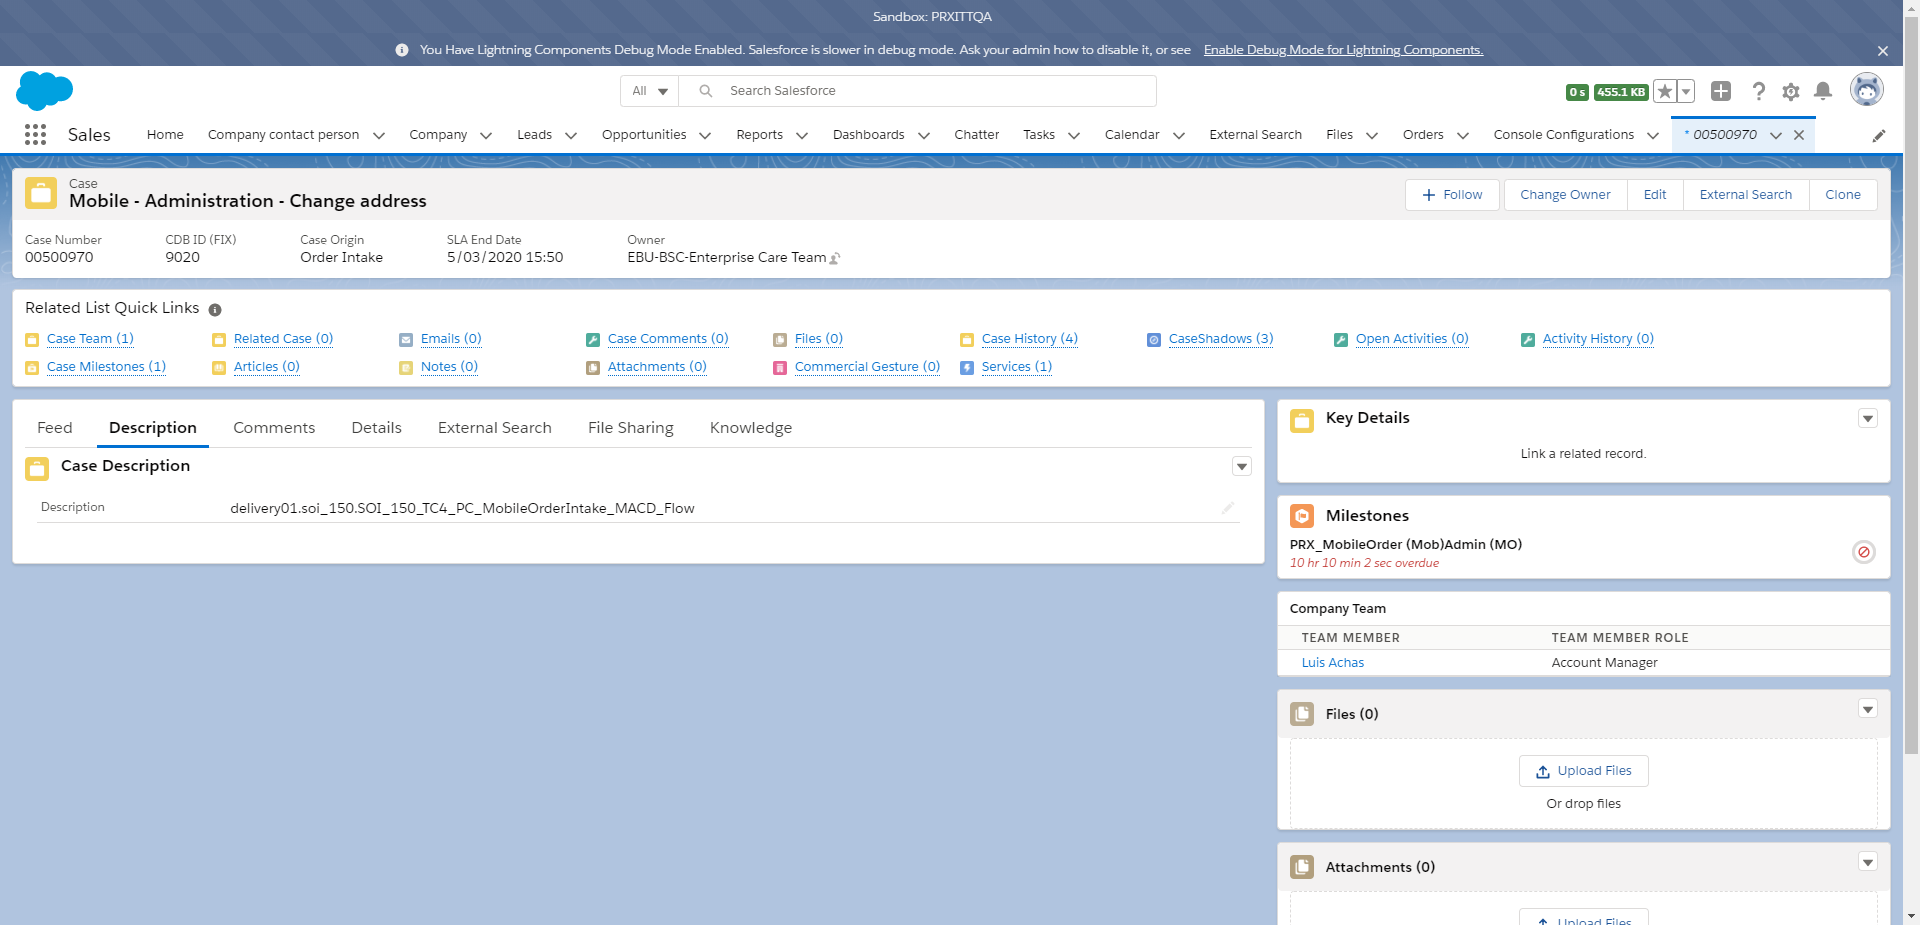 Sandbox: PRXITTQA
You Have Lightning Components Debug Mode Enabled. Salesforce is slower in debug mode. Ask your admin how to disable it, or see Enable Debug Mode for Lightning Components.
All Search Salesforce 0 s 455.1 KB
Sales Home Company contact person Company Leads Opportunities Reports Dashboards Chatter Tasks Calendar External Search Files Orders Console Configurations * 00500970
Case
Mobile - Administration - Change address
+ Follow Change Owner Edit External Search Clone
Case Number CDB ID (FIX) Case Origin SLA End Date Owner
00500970 9020 Order Intake 5/03/2020 15:50 EBU-BSC-Enterprise Care Team
Related List Quick Links
Case Team (1) Related Case (0) Emails (0) Case Comments (0) Files (0) Case History (4) CaseShadows (3) Open Activities (0) Activity History (0)
Case Milestones (1) Articles (0) Notes (0) Attachments (0) Commercial Gesture (0) Services (1)
Feed Description Comments Details External Search File Sharing Knowledge
Case Description
Description delivery01.soi_150.SOI_150_TC4_PC_MobileOrderIntake_MACD_Flow
Key Details
Link a related record.
Milestones
PRX_MobileOrder (Mob)Admin (MO)
10 hr 10 min 2 sec overdue
Company Team
TEAM MEMBER TEAM MEMBER ROLE
Luis Achas Account Manager
Files (0)
Upload Files
Or drop files
Attachments (0)
Upload Files